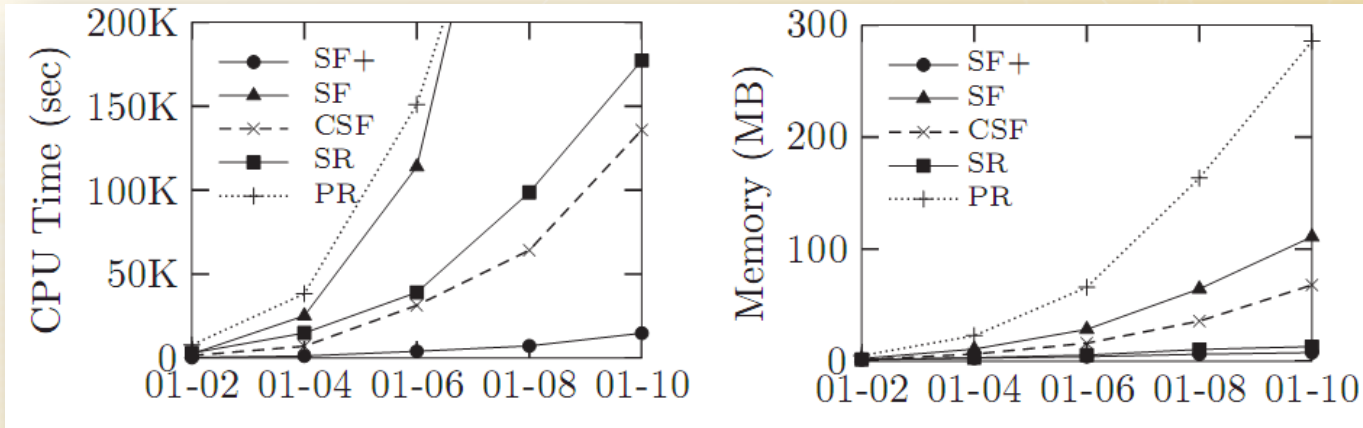 CPU Time (sec)
200K
150K
100K
50K
0
SF+
SF
CSF
SR
PR
01-02 01-04 01-06 01-08 01-10
Memory (MB)
300
200
100
0
SF+
SF
CSF
SR
PR
01-02 01-04 01-06 01-08 01-10